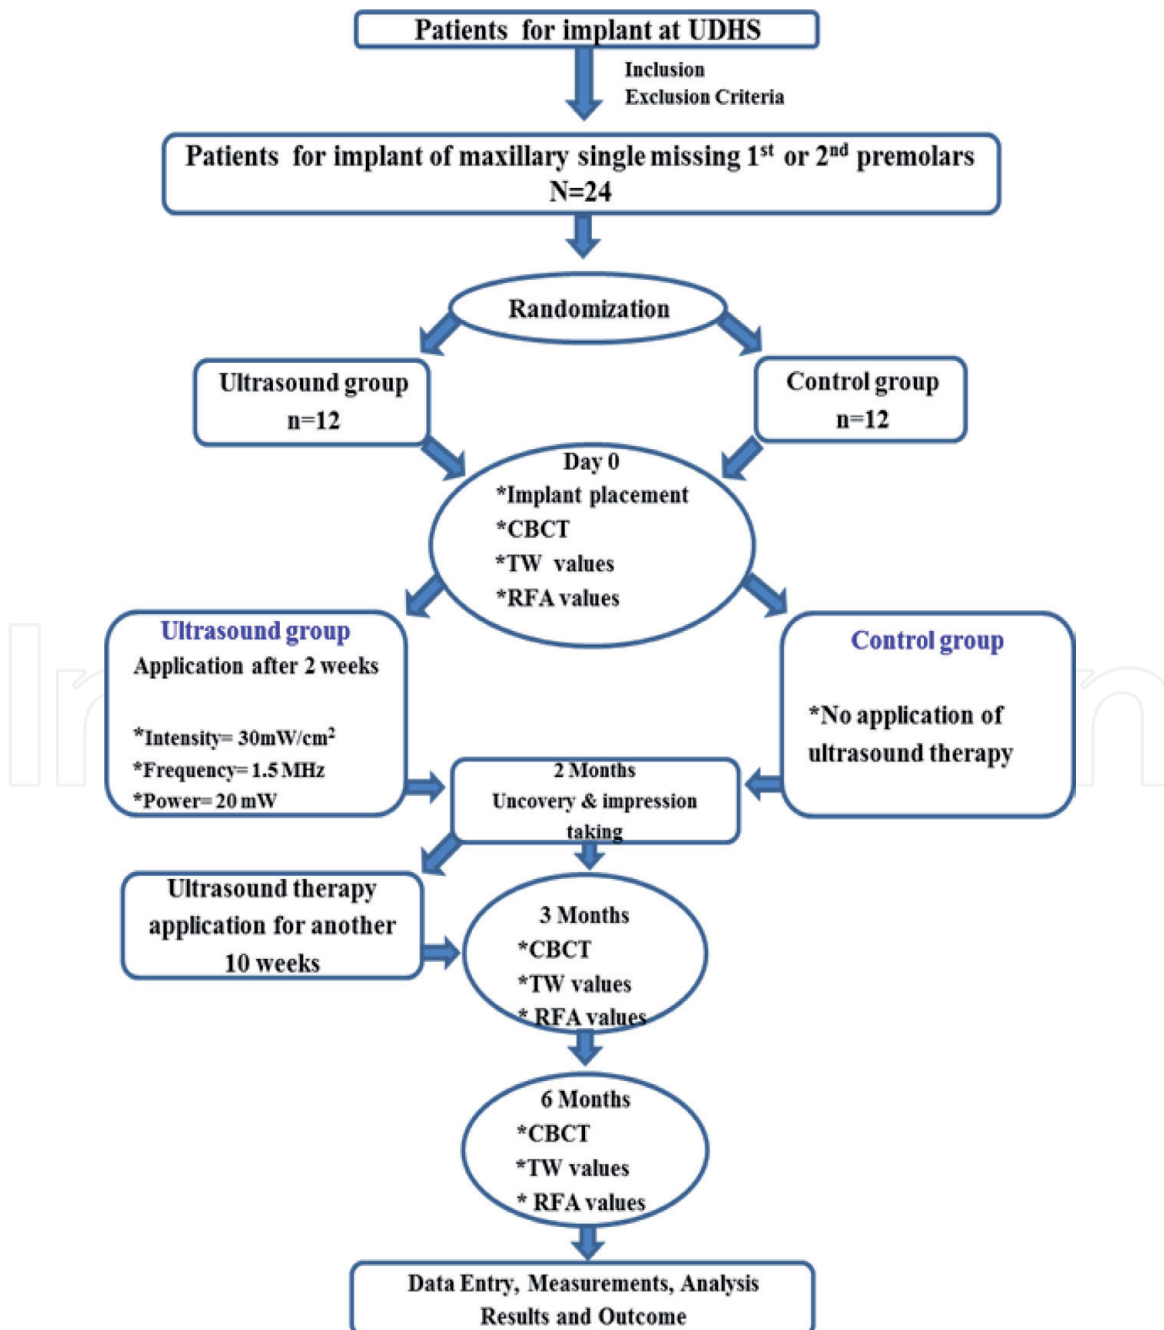 Patients for implant at UDHS
Inclusion
Exclusion Criteria
Patients for implant of maxillary single missing 1st or 2nd premolars
N=24
Randomization
Ultrasound group
n=12
Control group
n=12
Day 0
*Implant placement
*CBCT
*TW values
*RFA values
Ultrasound group
Application after 2 weeks
*Intensity= 30mW/cm2
*Frequency= 1.5 MHz
*Power= 20 mW
Control group
*No application of
ultrasound therapy
2 Months
Uncovery & impression
taking
Ultrasound therapy
application for another
10 weeks
3 Months
*CBCT
*TW values
* RFA values
6 Months
*CBCT
*TW values
* RFA values
Data Entry, Measurements, Analysis
Results and Outcome